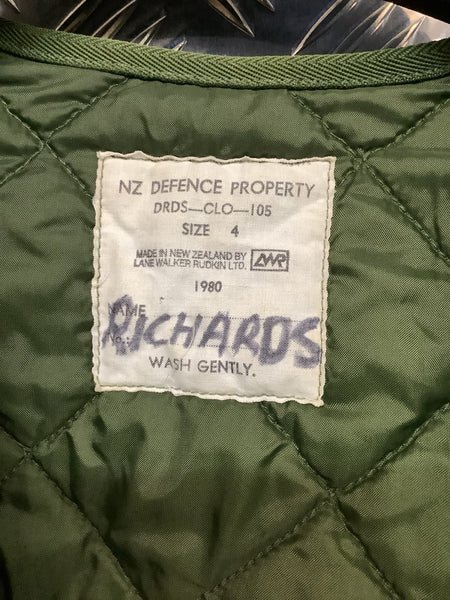 NZ DEFENCE PROPERTY
DRDS—CLO—105
SIZE 4
MADE IN NEW ZEALAND BY
LANE WALKER RUDKIN LTD. LWR
1980
NAME
No.:
RICHARDS
WASH GENTLY.